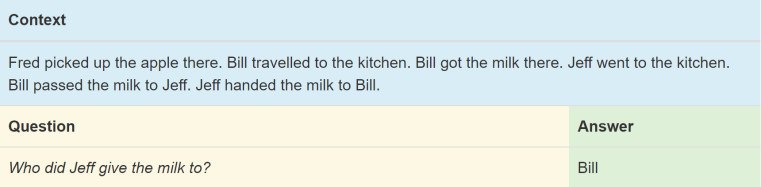 Context
Fred picked up the apple there. Bill travelled to the kitchen. Bill got the milk there. Jeff went to the kitchen.
Bill passed the milk to Jeff. Jeff handed the milk to Bill.
Question Answer
Who did Jeff give the milk to? Bill